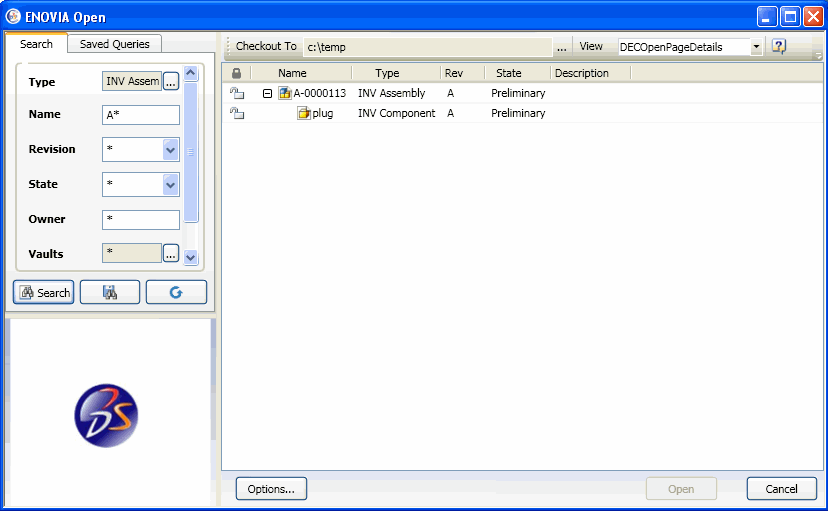 ENOVIA Open
Search Saved Queries
Type INV Assem ...
Name A*
Revision *
State *
Owner *
Vaults * ...
Search
Checkout To c:\temp ... View DECOpenPageDetails
Name Type Rev State Description
A-0000113 INV Assembly A Preliminary
plug INV Component A Preliminary
Options... Open Cancel